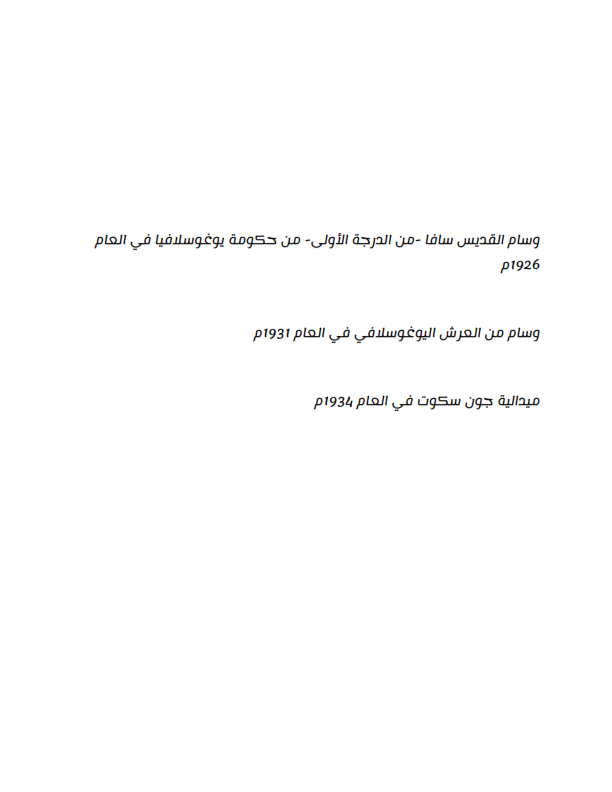 وسام القديس سافا -من الدرجة الأولى- من حكومة يوغوسلافيا في العام
1926م
وسام من العرش اليوغوسلافي في العام 1931م
ميدالية جون سكوت في العام 1934م